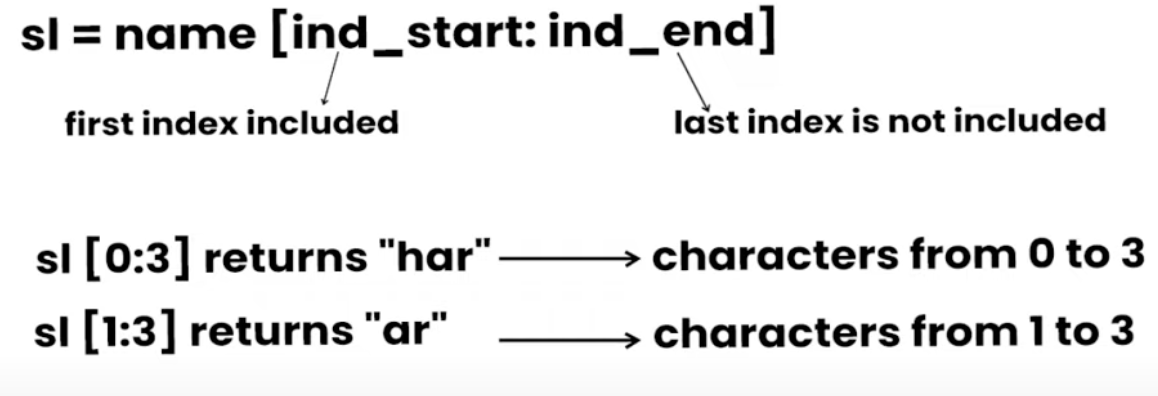 sl = name [ind_start: ind_end]
first index included
last index is not included
sl [0:3] returns "har" → characters from 0 to 3
sl [1:3] returns "ar" → characters from 1 to 3